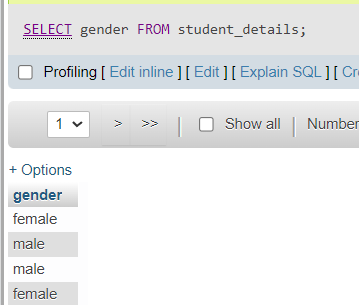 SELECT gender FROM student_details;
Profiling [ Edit inline ] [ Edit ] [ Explain SQL ] [
1 > >> | Show all | Number
+ Options
gender
female
male
male
female